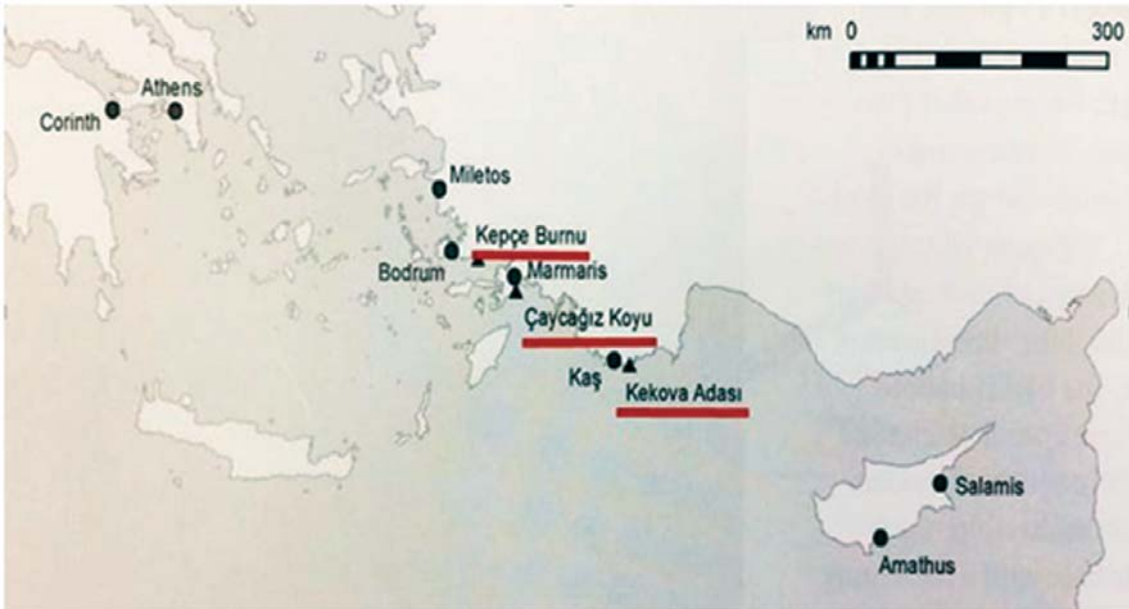 km 0 300
Athens
Corinth
Miletos
Kepçe Burnu
Bodrum
Marmaris
Çaycağız Koyu
Kaş
Kekova Adası
Salamis
Amathus